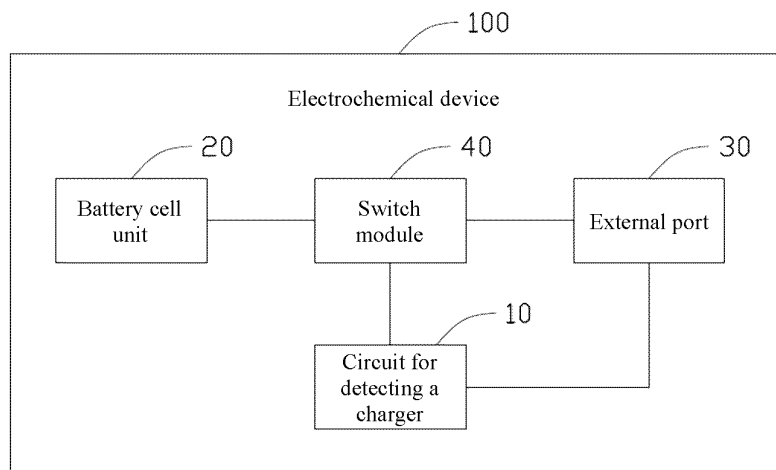 100
Electrochemical device
20
40
30
Battery cell
unit
Switch
module
External port
10
Circuit for
detecting a
charger